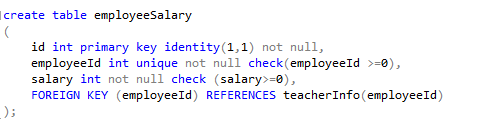 create table employeeSalary
(
id int primary key identity(1,1) not null,
employeeId int unique not null check(employeeId >=0),
salary int not null check (salary>=0),
FOREIGN KEY (employeeId) REFERENCES teacherInfo(employeeId)
);